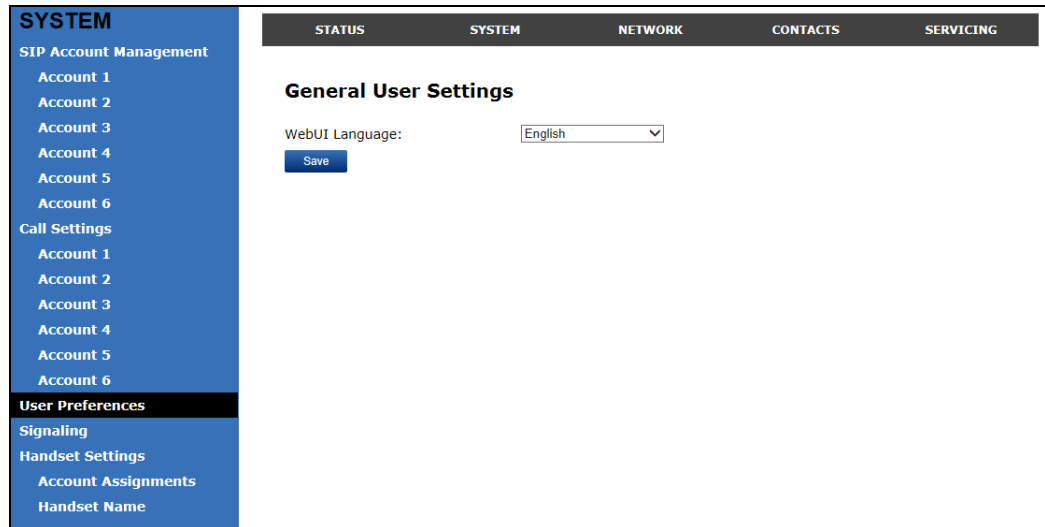 SYSTEM
SIP Account Management
Account 1
Account 2
Account 3
Account 4
Account 5
Account 6
Call Settings
Account 1
Account 2
Account 3
Account 4
Account 5
Account 6
User Preferences
Signaling
Handset Settings
Account Assignments
Handset Name
STATUS SYSTEM NETWORK CONTACTS SERVICING
General User Settings
WebUI Language: English
Save